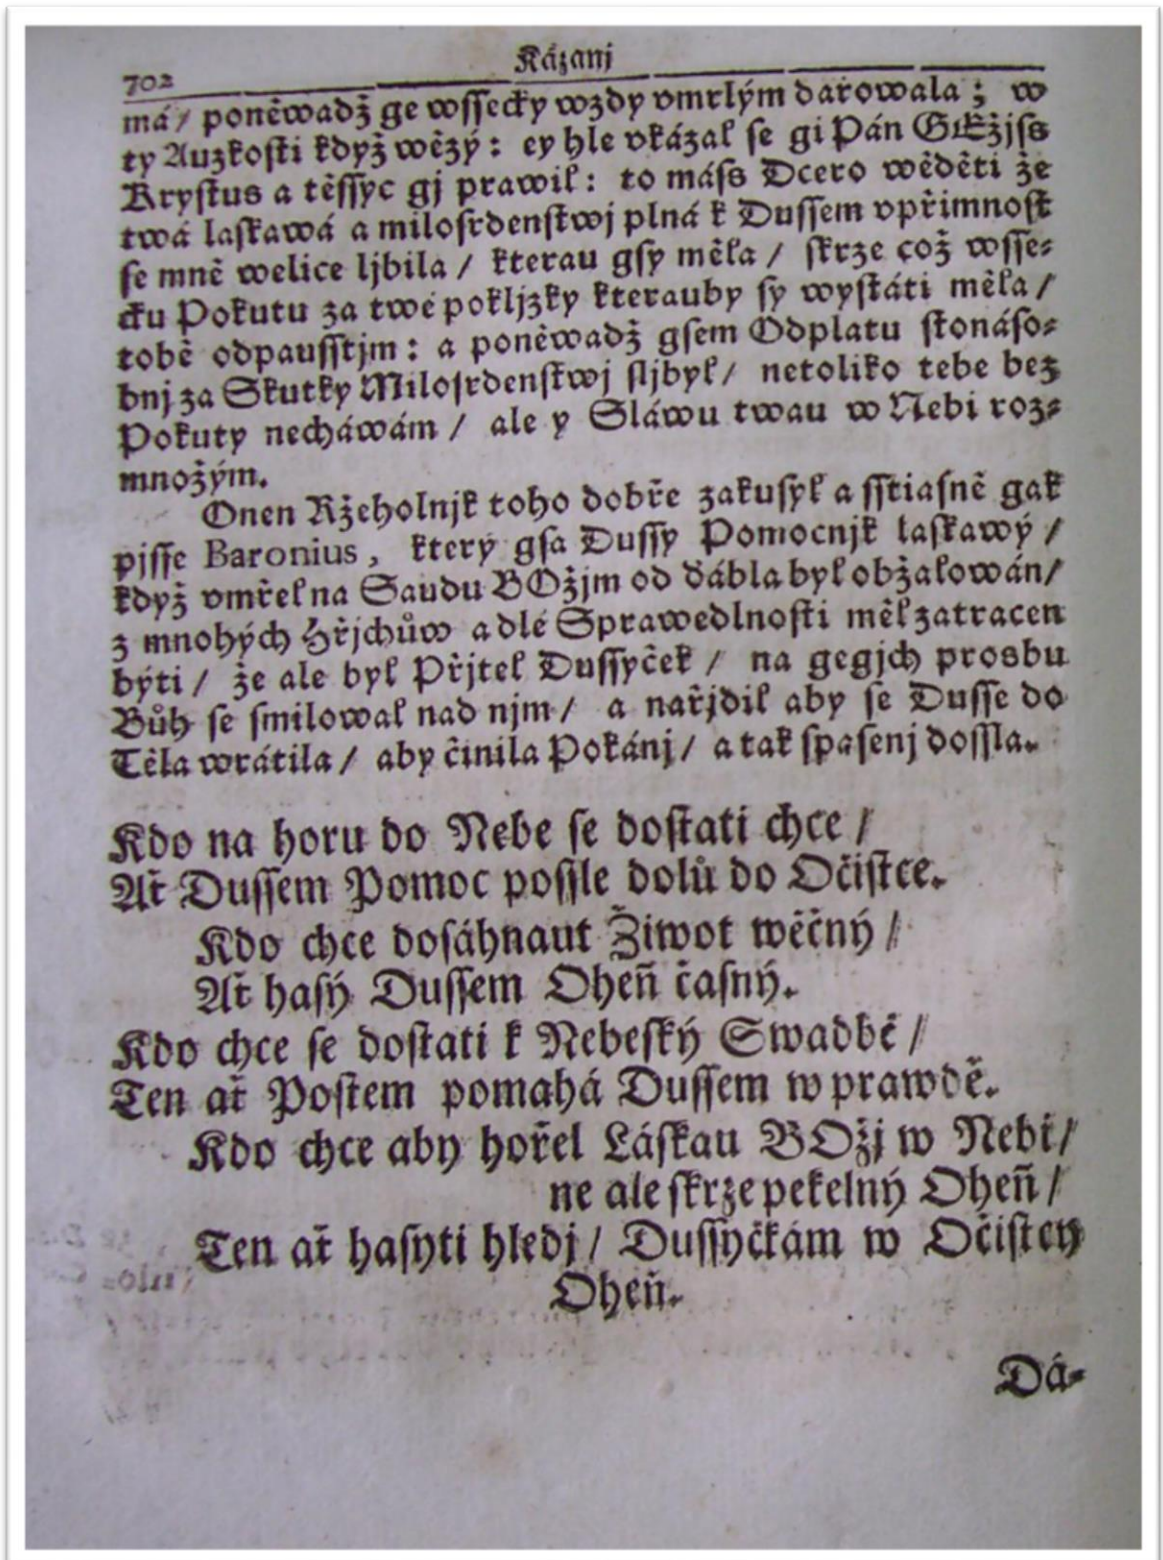 702
Kázanj
má / poněwadž ge wſſecky wzdy vmrlým darowala ; w
ty Auzkoſti když wězý : ey hle vkázal ſe gi Pán GEžjſs
Kryſtus a těſſyc gj prawil : to máſs Dcero wěděti že
twá laſkawá a miloſrdenſtwj plná k Duſſem vpřimnoſt
ſe mně welice ljbila / kterau gſy měla / ſkrze což wſſe⸗
cku Pokutu za twé pokljzky kterauby ſy wyſtáti měla /
tobě odpauſſtjm : a poněwadž gſem Odplatu ſtonáſo⸗
bnj za Skutky Miloſrdenſtwj ſljbyl / netoliko tebe bez
Pokuty necháwám / ale y Sláwu twau w Nebi roz⸗
množým.
Onen Ržeholnjk toho dobře zakuſyl a ſſtiaſně gak
pjſſe Baronius, který gſa Duſſy Pomocnjk laſkawý /
když vmřel na Saudu BOžjm od ďábla byl obžalowán /
z mnohých Hřjchůw a dlé Sprawedlnoſti měl zatracen
býti / že ale byl Přjtel Duſſyček / na gegjch prosbu
Bůh ſe ſmilowal nad njm / a nařjdil aby ſe Duſſe do
Těla wrátila / aby činila Pokánj / a tak ſpaſenj doſſla.
Kdo na horu do Nebe ſe doſtati chce /
Ať Duſſem Pomoc poſſle dolů do Očiſtce.
Kdo chce doſáhnaut Žiwot wěčný /
Ať haſý Duſſem Oheň čaſný.
Kdo chce ſe doſtati k Nebeſký Swadbě /
Ten ať Poſtem pomahá Duſſem w prawdě.
Kdo chce aby hořel Láſkau BOžj w Nebi /
ne ale ſkrze pekelný Oheň /
Ten ať haſyti hledj / Duſſyčkám w Očiſtcy
Oheň.
Dá⸗